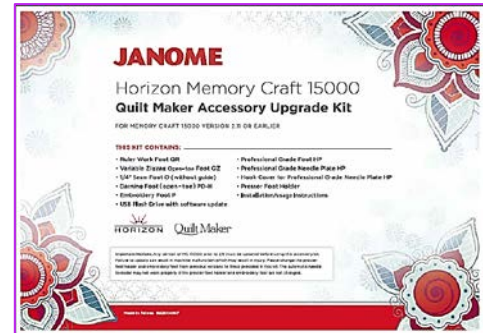 JANOME
Horizon Memory Craft 15000
Quilt Maker Accessory Upgrade Kit
FOR MEMORY CRAFT 15000 VERSION 2.11 OR EARLIER
THIS KIT CONTAINS:
• Ruler Work Foot QR
• Variable Zigzag Open-toe Foot QZ
• 1/4" Seam Foot O (without guide)
• Darning Foot (open-toe) PD-H
• Embroidery Foot P
• USB Flash Drive with software update
• Professional Grade Foot HP
• Professional Grade Needle Plate HP
• Hook Cover for Professional Grade Needle Plate HP
• Presser Foot Holder
• Installation/usage instructions
HORIZON Quilt Maker